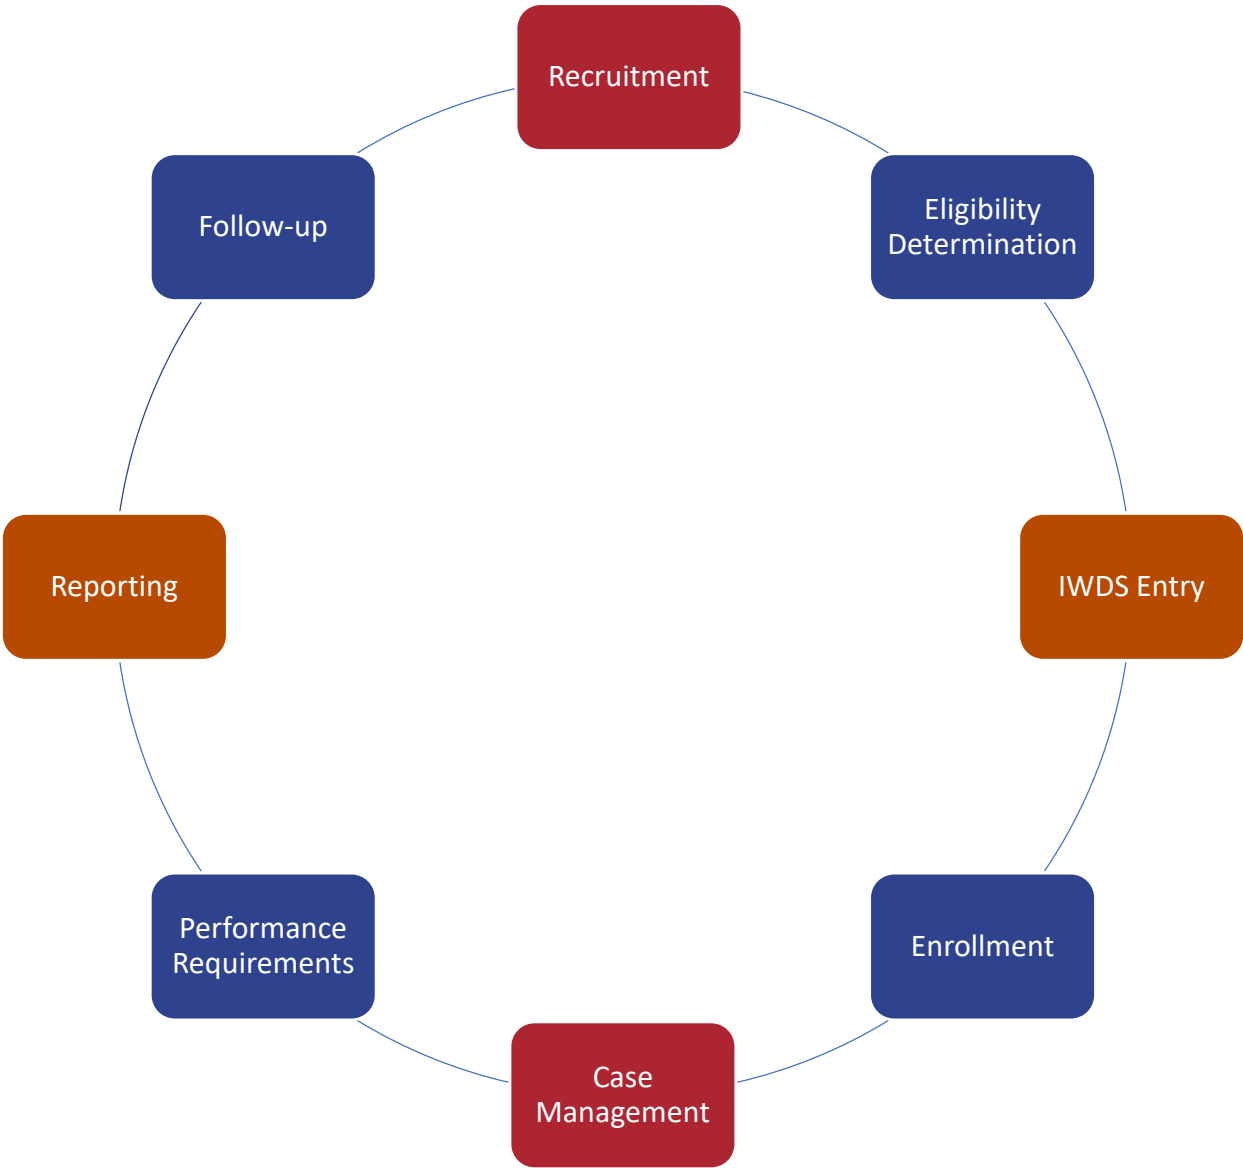 Recruitment
Eligibility
Determination
IWDS Entry
Enrollment
Case
Management
Performance
Requirements
Reporting
Follow-up